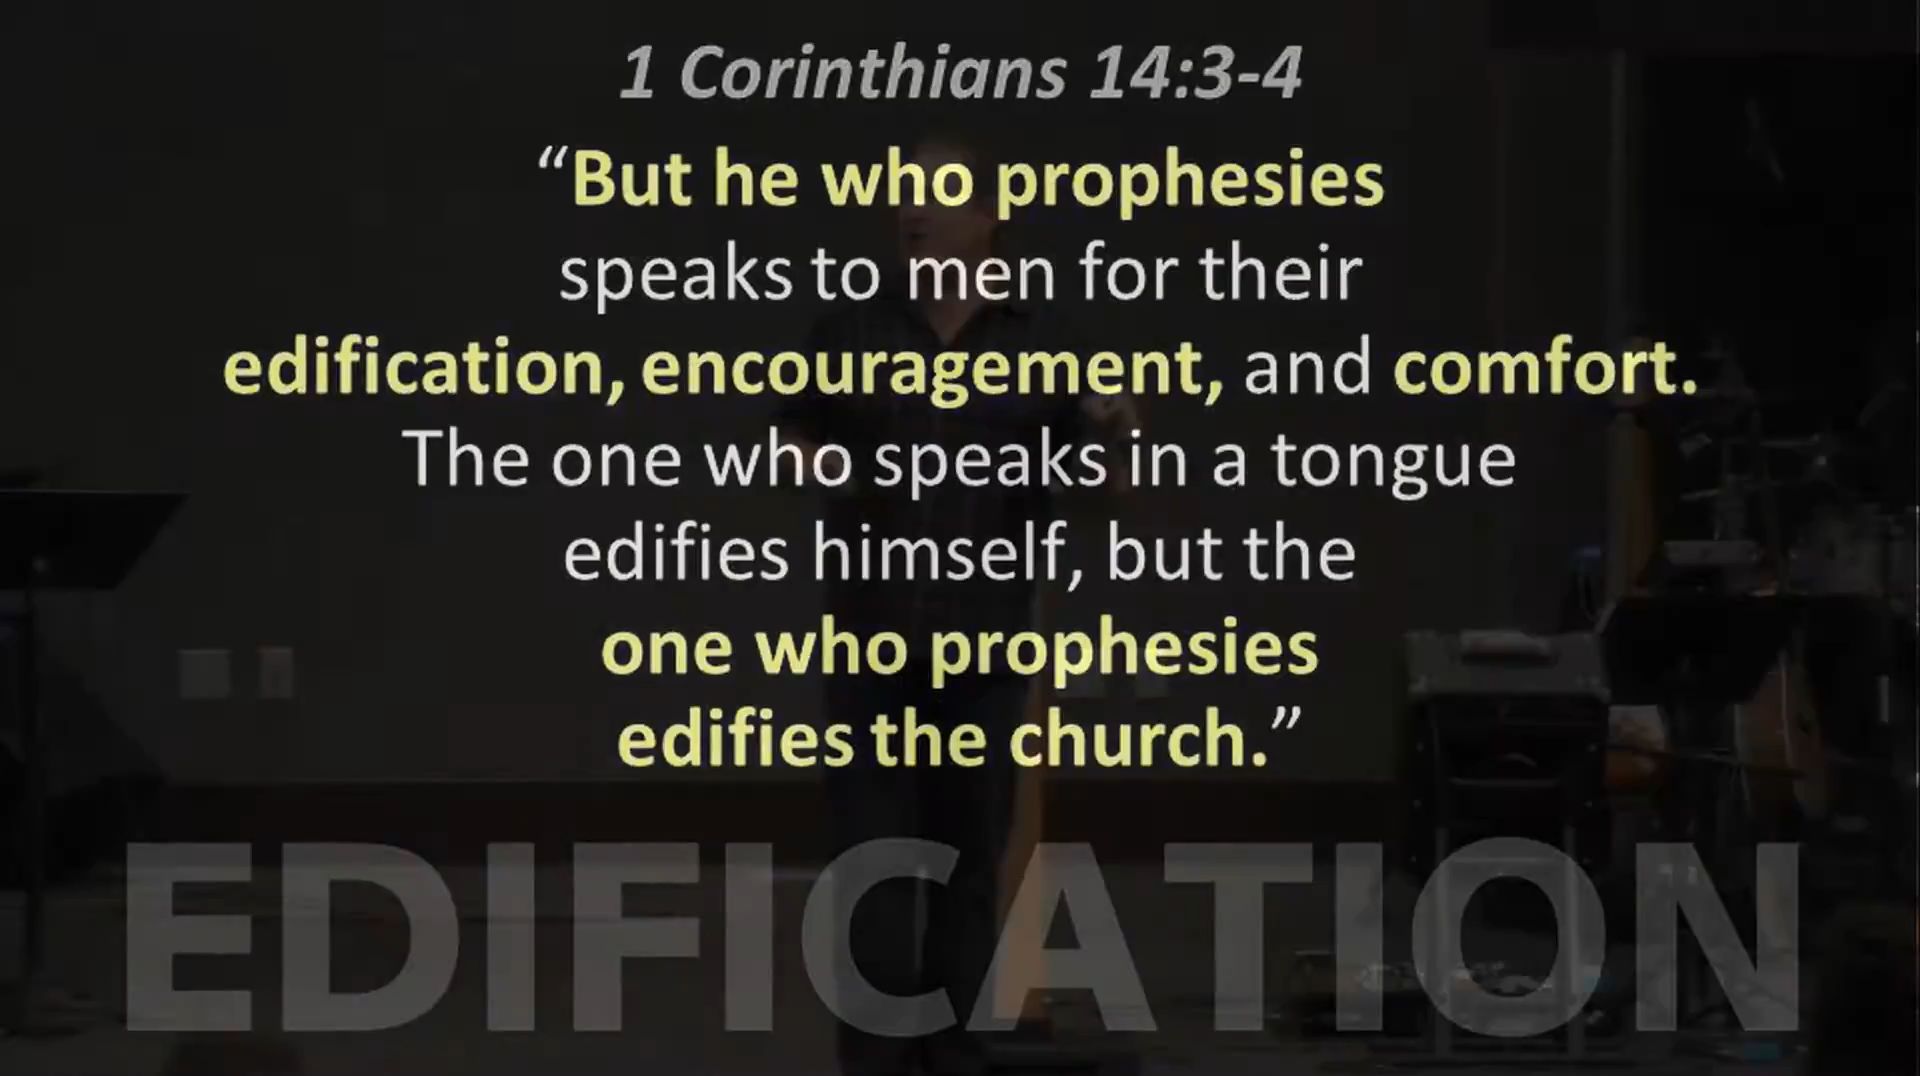 1 Corinthians 14:3-4
“But he who prophesies
speaks to men for their
edification, encouragement, and comfort.
The one who speaks in a tongue
edifies himself, but the
one who prophesies
edifies the church.”
EDIFICATION